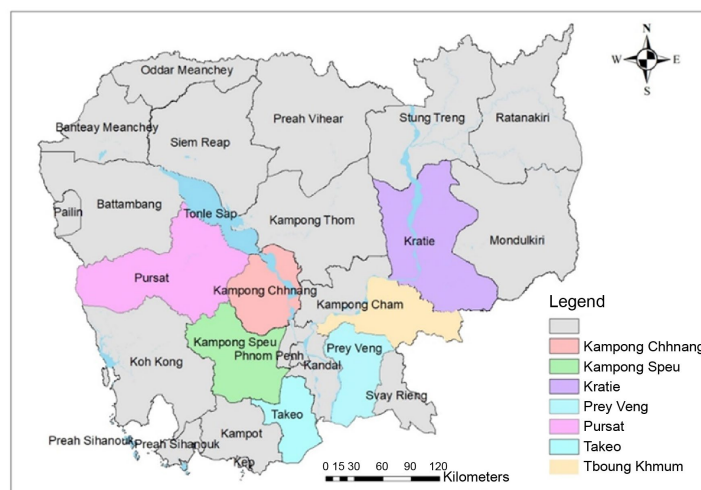 N
W E
S
Oddar Meanchey
Banteay Meanchey
Siem Reap
Preah Vihear
Stung Treng
Ratanakiri
Battambang
Pailin
Tonle Sap
Kampong Thom
Kratie
Mondulkiri
Pursat
Kampong Chhnang
Kampong Cham
Koh Kong
Kampong Speu
Phnom Penh
Kandal
Prey Veng
Svay Rieng
Takeo
Preah Sihanouk
Preah Sihanouk
Kampot
Kep
Legend
Kampong Chhnang
Kampong Speu
Kratie
Prey Veng
Pursat
Takeo
Tboung Khmum
0 15 30 60 90 120
Kilometers